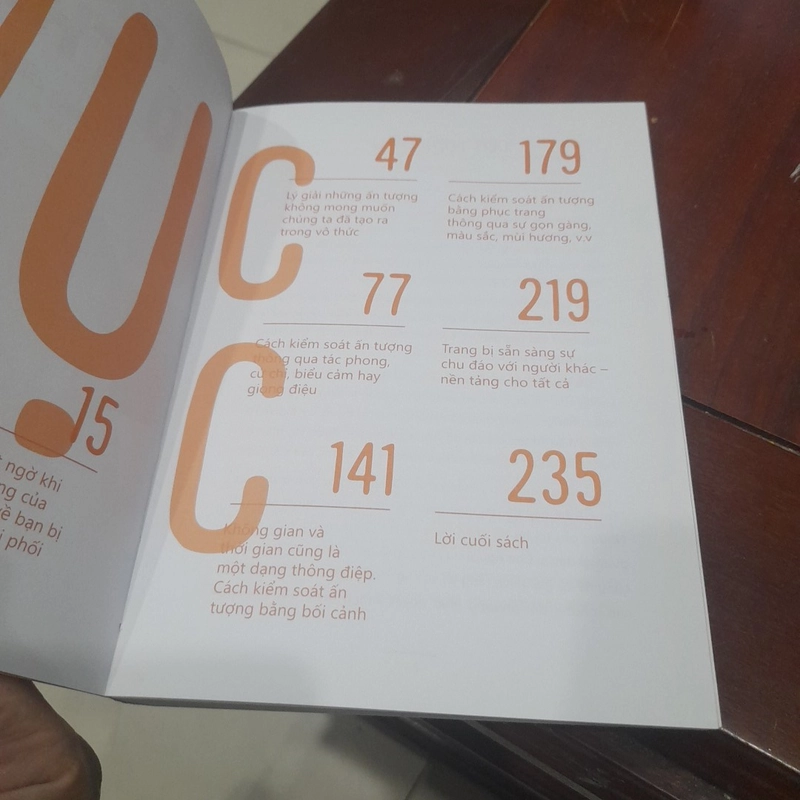 Ụ
C
C
15
ngờ khi
của
về bạn bị
phối
47
Lý giải những ấn tượng
không mong muốn
chúng ta đã tạo ra
trong vô thức
77
Cách kiểm soát ấn tượng
thông qua tác phong,
cử chỉ, biểu cảm hay
giọng điệu
141
Không gian và
thời gian cũng là
một dạng thông điệp.
Cách kiểm soát ấn
tượng bằng bối cảnh
179
Cách kiểm soát ấn tượng
bằng phục trang
thông qua sự gọn gàng,
màu sắc, mùi hương, v.v
219
Trang bị sẵn sàng sự
chu đáo với người khác –
nền tảng cho tất cả
235
Lời cuối sách